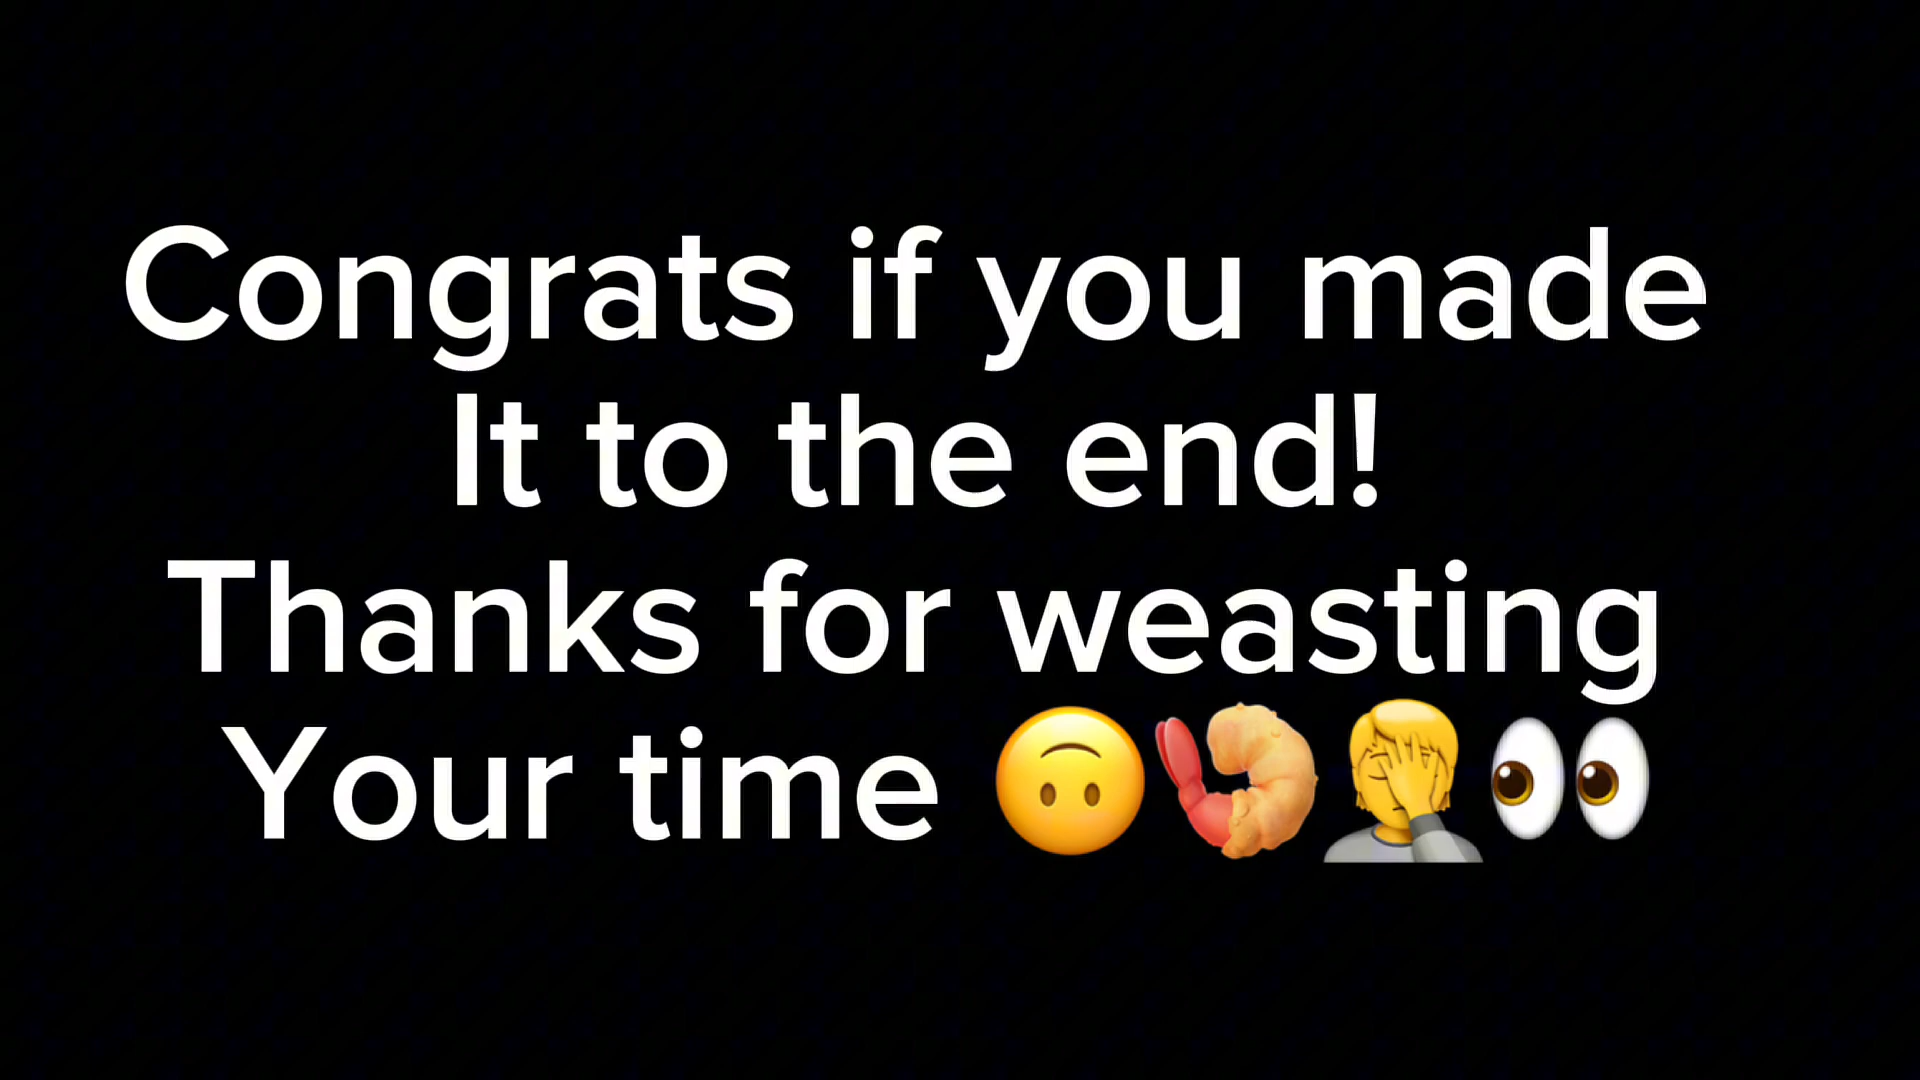 Congrats if you made
It to the end!
Thanks for weasting
Your time 🙃🍤🤦👀